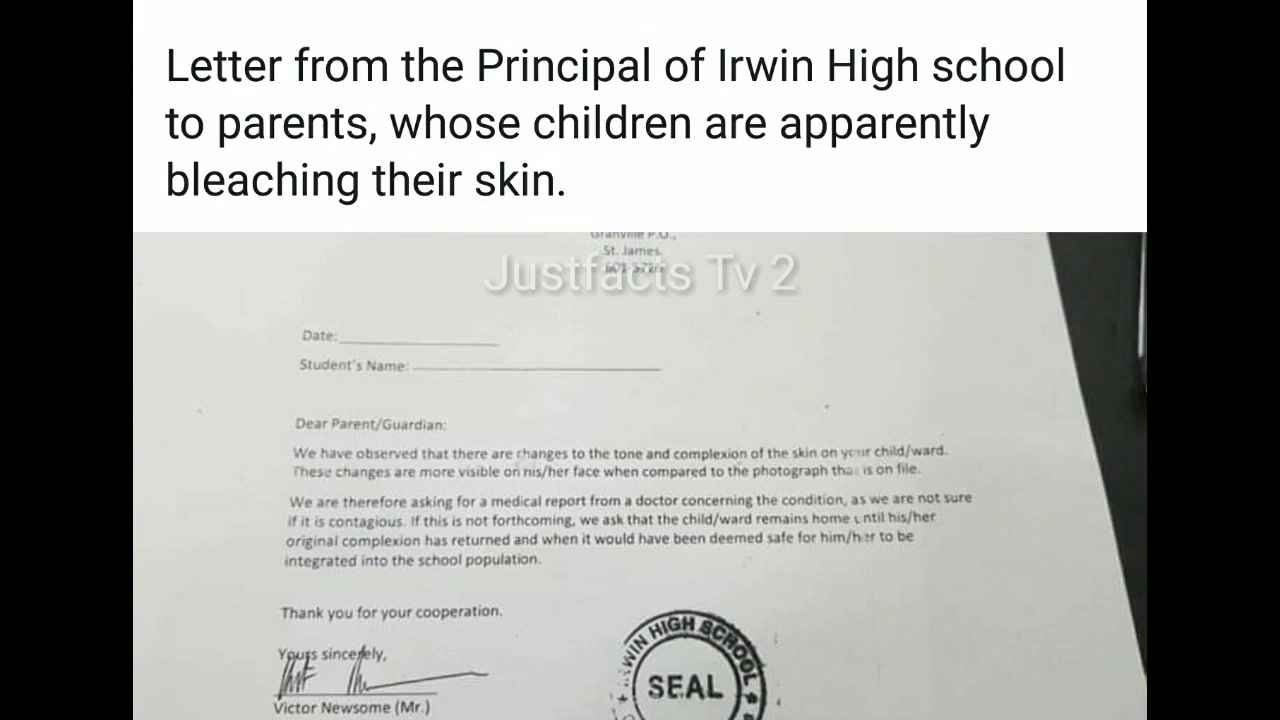 Letter from the Principal of Irwin High school
to parents, whose children are apparently
bleaching their skin.
Granville P.O.,
St. James.
Justfacts Tv 2
Date:
Student's Name:
Dear Parent/Guardian:
We have observed that there are changes to the tone and complexion of the skin on your child/ward.
These changes are more visible on his/her face when compared to the photograph that is on file.
We are therefore asking for a medical report from a doctor concerning the condition, as we are not sure
if it is contagious. If this is not forthcoming, we ask that the child/ward remains home until his/her
original complexion has returned and when it would have been deemed safe for him/her to be
integrated into the school population.
Thank you for your cooperation.
Yours sincerely,
IRWIN HIGH SCHOOL
SEAL
Victor Newsome (Mr.)